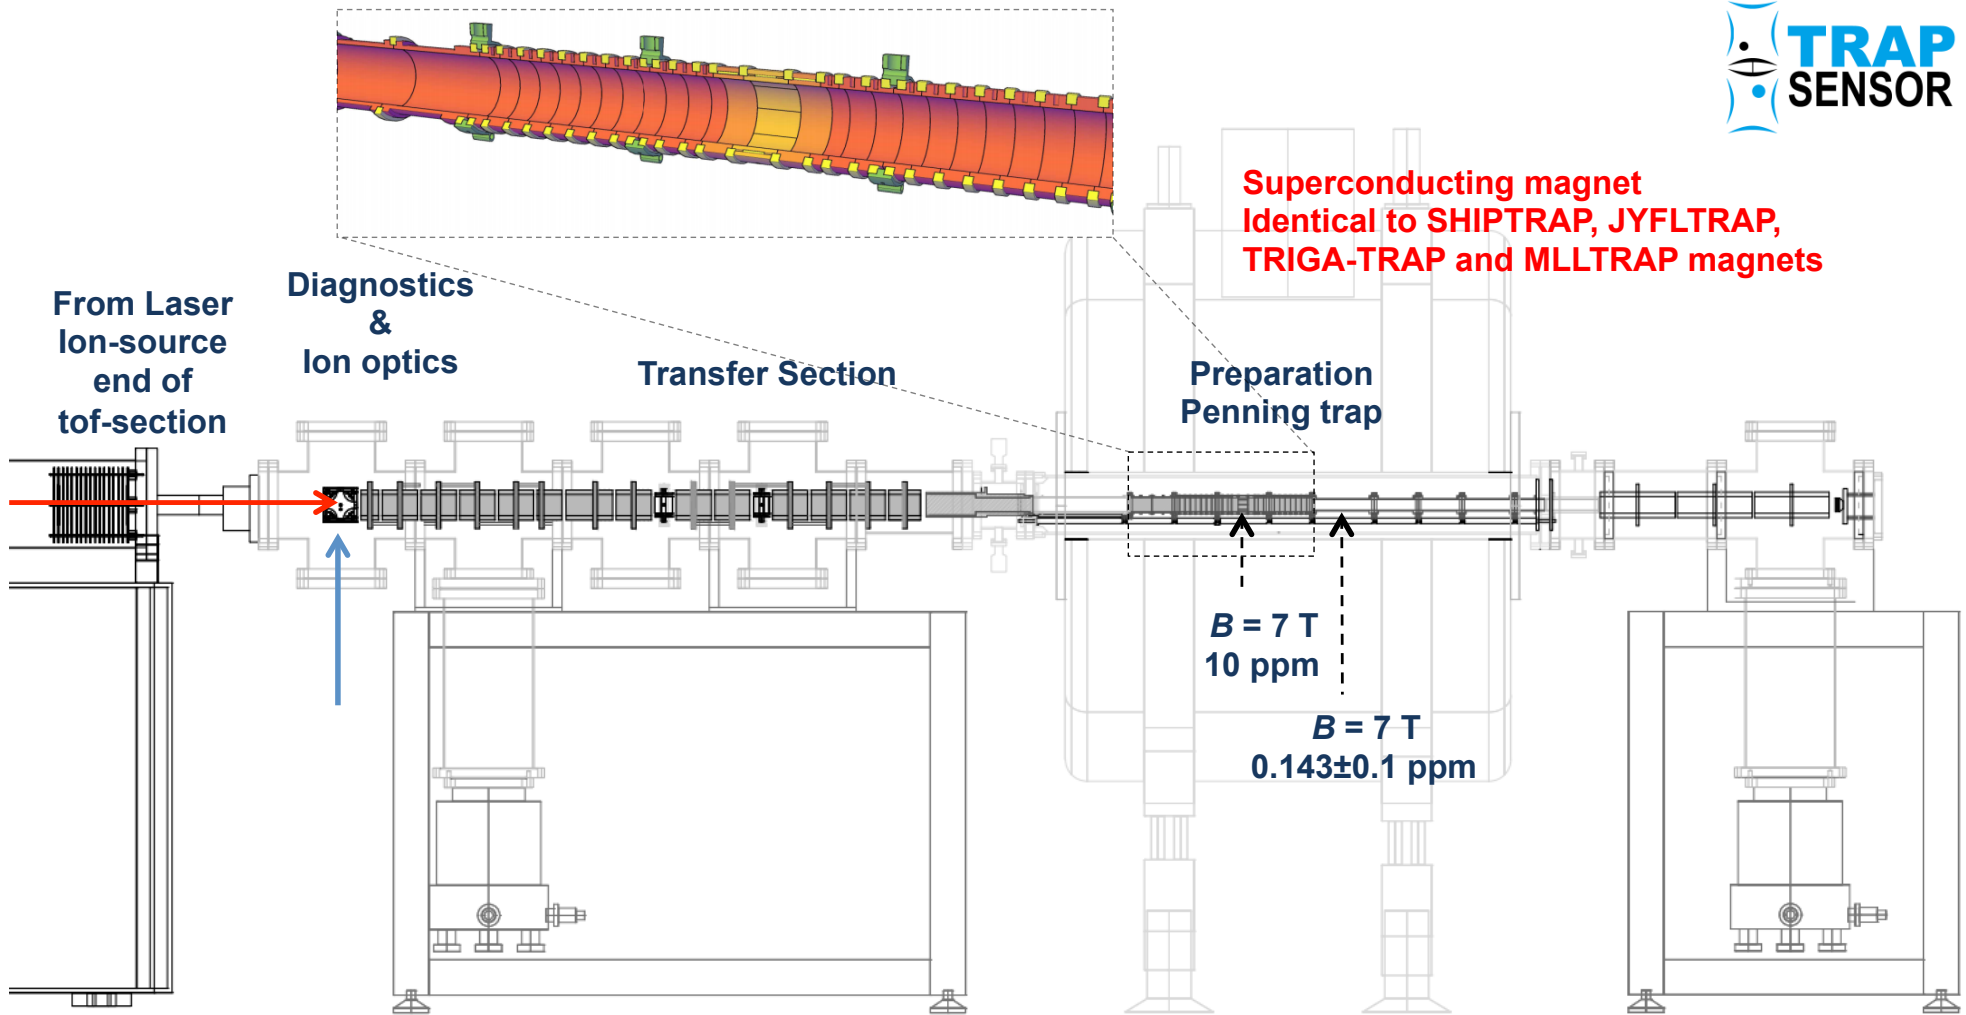 TRAP
SENSOR
Superconducting magnet
Identical to SHIPTRAP, JYFLTRAP,
TRIGA-TRAP and MLLTRAP magnets
From Laser
Ion-source
end of
tof-section
Diagnostics
&
Ion optics
Transfer Section
Preparation
Penning trap
B = 7 T
10 ppm
B = 7 T
0.143±0.1 ppm